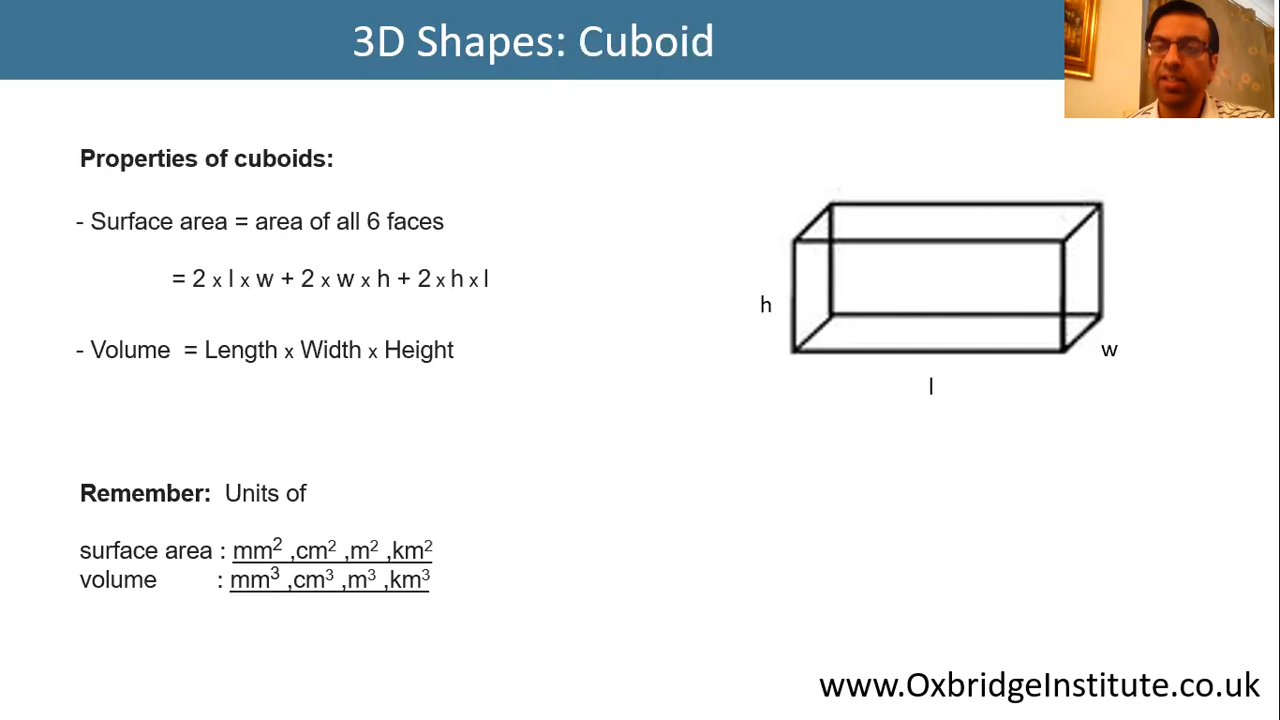 3D Shapes: Cuboid
Properties of cuboids:
- Surface area = area of all 6 faces
= 2 x l x w + 2 x w x h + 2 x h x l
- Volume = Length x Width x Height
h
w
l
Remember: Units of
surface area : mm² ,cm² ,m² ,km²
volume : mm³ ,cm³ ,m³ ,km³
www.OxbridgeInstitute.co.uk